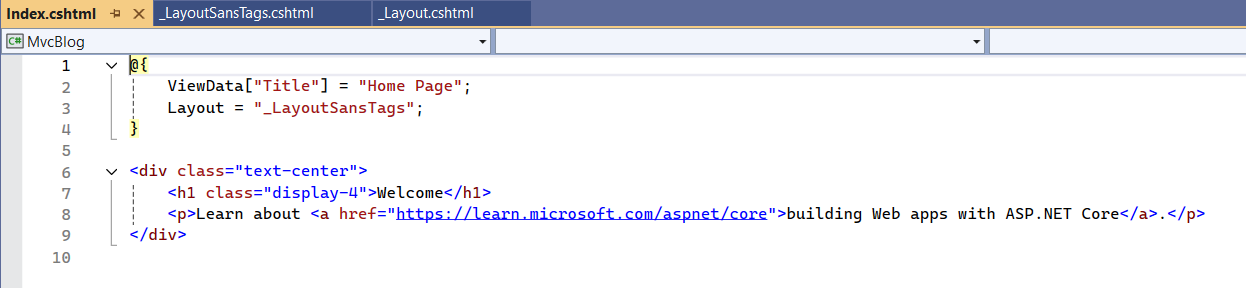 Index.cshtml
_LayoutSansTags.cshtml
_Layout.cshtml
C# MvcBlog
1 @{
2     ViewData["Title"] = "Home Page";
3     Layout = "_LayoutSansTags";
4 }
5
6 <div class="text-center">
7     <h1 class="display-4">Welcome</h1>
8     <p>Learn about <a href="https://learn.microsoft.com/aspnet/core">building Web apps with ASP.NET Core</a>.</p>
9 </div>
10